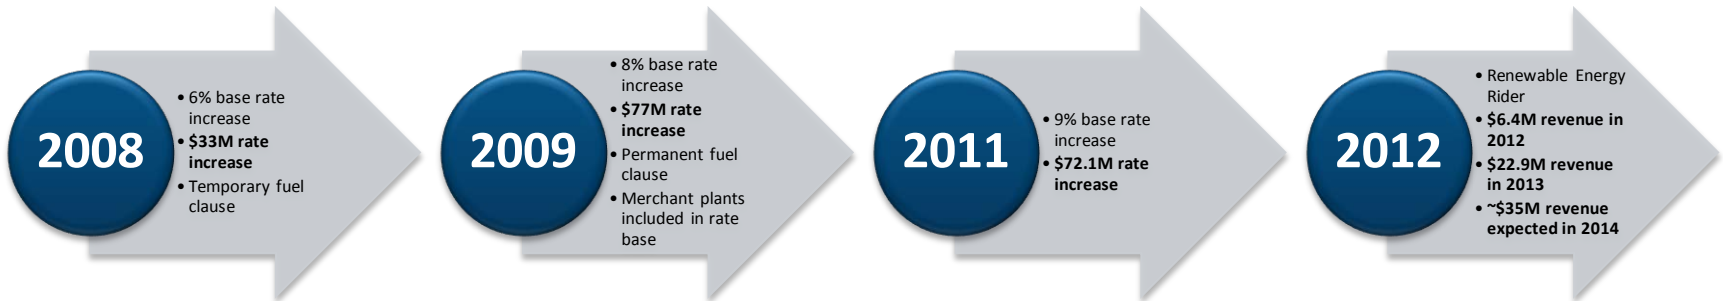 2008
• 6% base rate
increase
• $33M rate
increase
• Temporary fuel
clause
2009
• 8% base rate
increase
• $77M rate
increase
• Permanent fuel
clause
• Merchant plants
included in rate
base
2011
• 9% base rate
increase
• $72.1M rate
increase
2012
• Renewable Energy
Rider
• $6.4M revenue in
2012
• $22.9M revenue
in 2013
• ~$35M revenue
expected in 2014